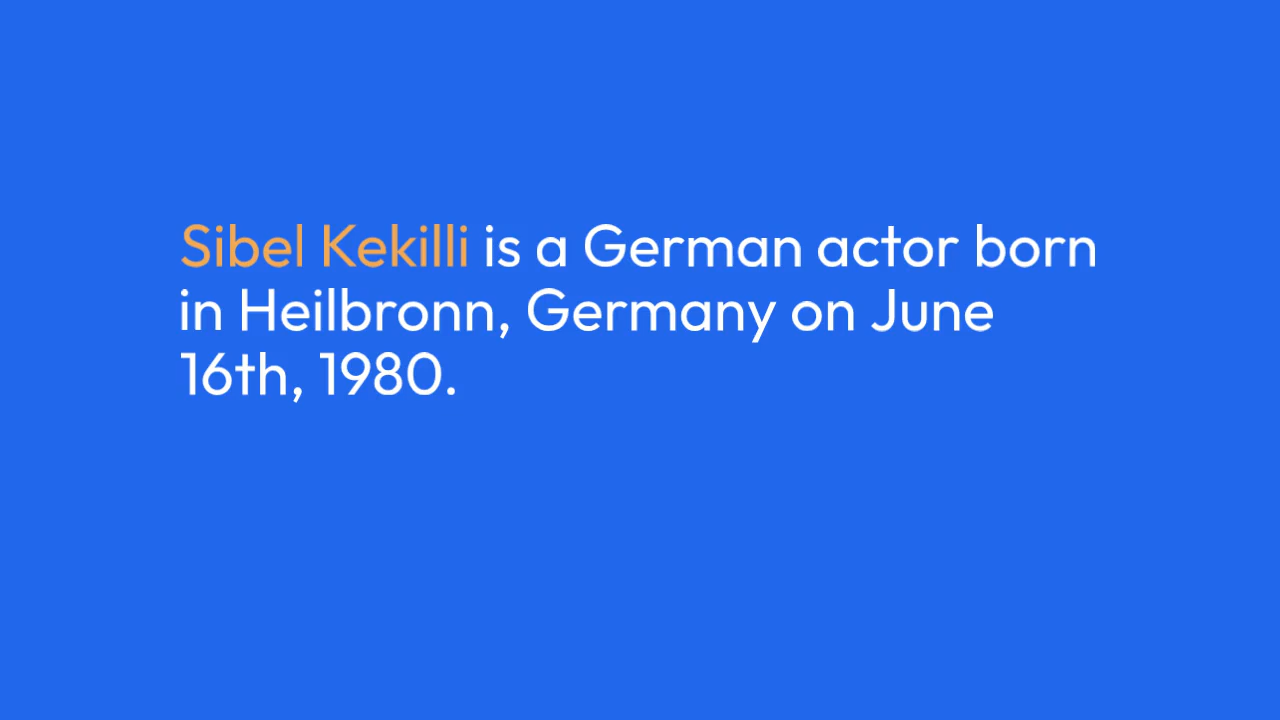 Sibel Kekilli is a German actor born
in Heilbronn, Germany on June
16th, 1980.